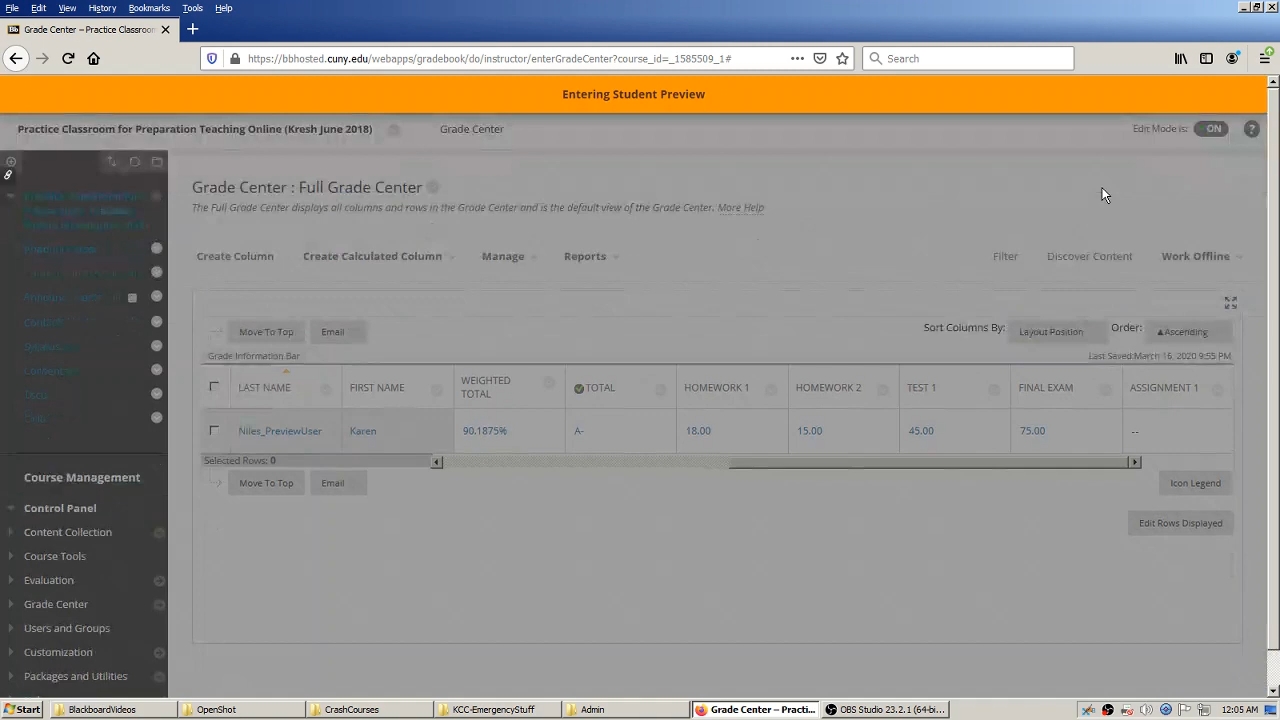 File Edit View History Bookmarks Tools Help
Grade Center – Practice Classroom
https://bbhosted.cuny.edu/webapps/gradebook/do/instructor/enterGradeCenter?course_id=_1585509_1#
Search
Entering Student Preview
Practice Classroom for Preparation Teaching Online (Kresh June 2018) Grade Center Edit Mode is: ON
Grade Center : Full Grade Center
The Full Grade Center displays all columns and rows in the Grade Center and is the default view of the Grade Center. More Help
Create Column Create Calculated Column Manage Reports Filter Discover Content Work Offline
Move To Top Email Sort Columns By: Layout Position Order: Ascending
Grade Information Bar Last Saved:March 16, 2020 9:55 PM
LAST NAME FIRST NAME WEIGHTED TOTAL TOTAL HOMEWORK 1 HOMEWORK 2 TEST 1 FINAL EXAM ASSIGNMENT 1
Niles_PreviewUser Karen 90.1875% A- 18.00 15.00 45.00 75.00 --
Selected Rows: 0
Move To Top Email Icon Legend
Edit Rows Displayed
Course Management
Control Panel
Content Collection
Course Tools
Evaluation
Grade Center
Users and Groups
Customization
Packages and Utilities
Start BlackboardVideos OpenShot CrashCourses KCC-EmergencyStuff Admin Grade Center – Practi... OBS Studio 23.2.1 (64-bi... 12:05 AM